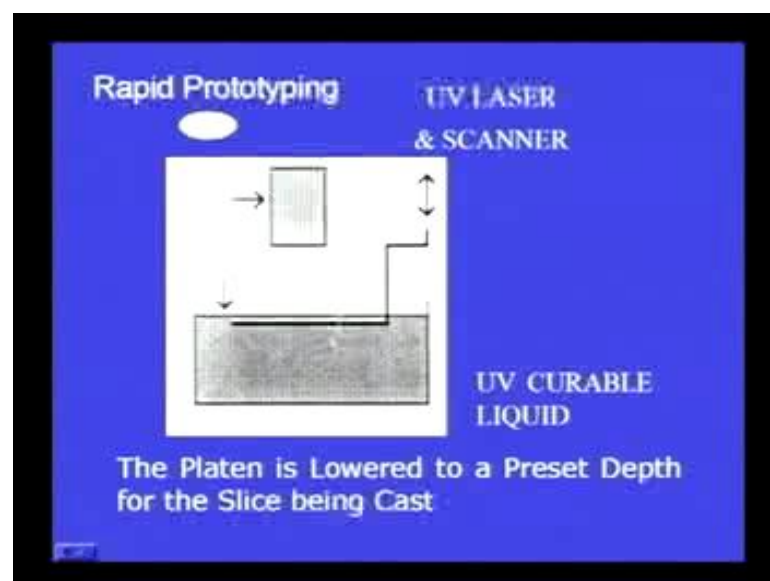 Rapid Prototyping
UV LASER
& SCANNER
UV CURABLE
LIQUID
The Platen is Lowered to a Preset Depth
for the Slice being Cast